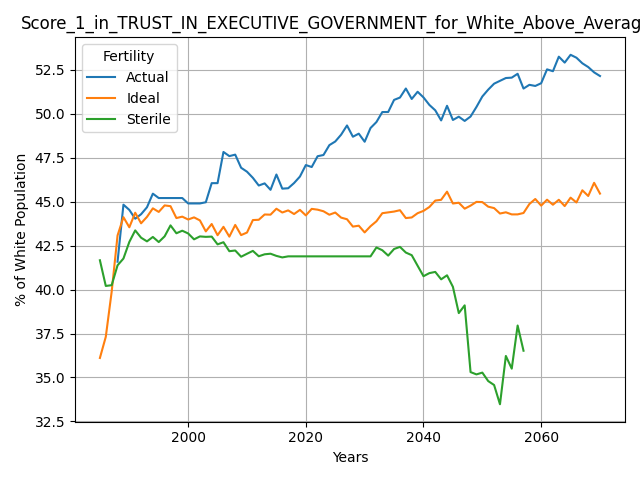 Score_1_in_TRUST_IN_EXECUTIVE_GOVERNMENT_for_White_Above_Averag
Fertility
Actual
Ideal
Sterile
% of White Population
52.5
50.0
47.5
45.0
42.5
40.0
37.5
35.0
32.5
2000
2020
2040
2060
Years